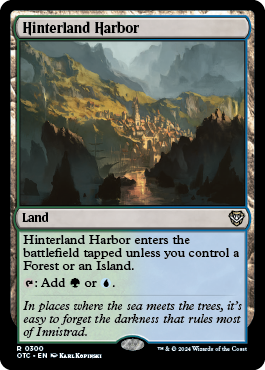 Hinterland Harbor
Land
Hinterland Harbor enters the
battlefield tapped unless you control a
Forest or an Island.
: Add or .
In places where the sea meets the trees, it's
easy to forget the darkness that rules most
of Innistrad.
R 0300
OTC • EN Karl Kopinski
™ & © 2024 Wizards of the Coast